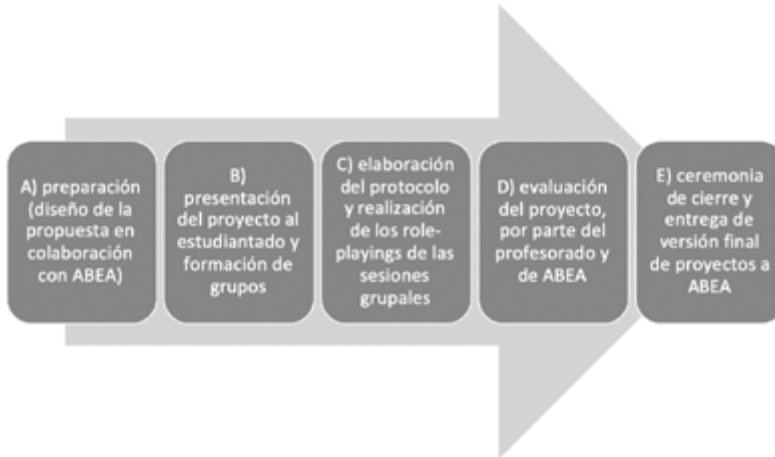 A) preparación
(diseño de la
propuesta en
colaboración
con ABEA)
B)
presentación
del proyecto al
estudiantado y
formación de
grupos
C) elaboración
del protocolo
y realización
de los role-
playings de las
sesiones
grupales
D) evaluación
del proyecto,
por parte del
profesorado y
de ABEA
E) ceremonia
de cierre y
entrega de
versión final
de proyectos a
ABEA